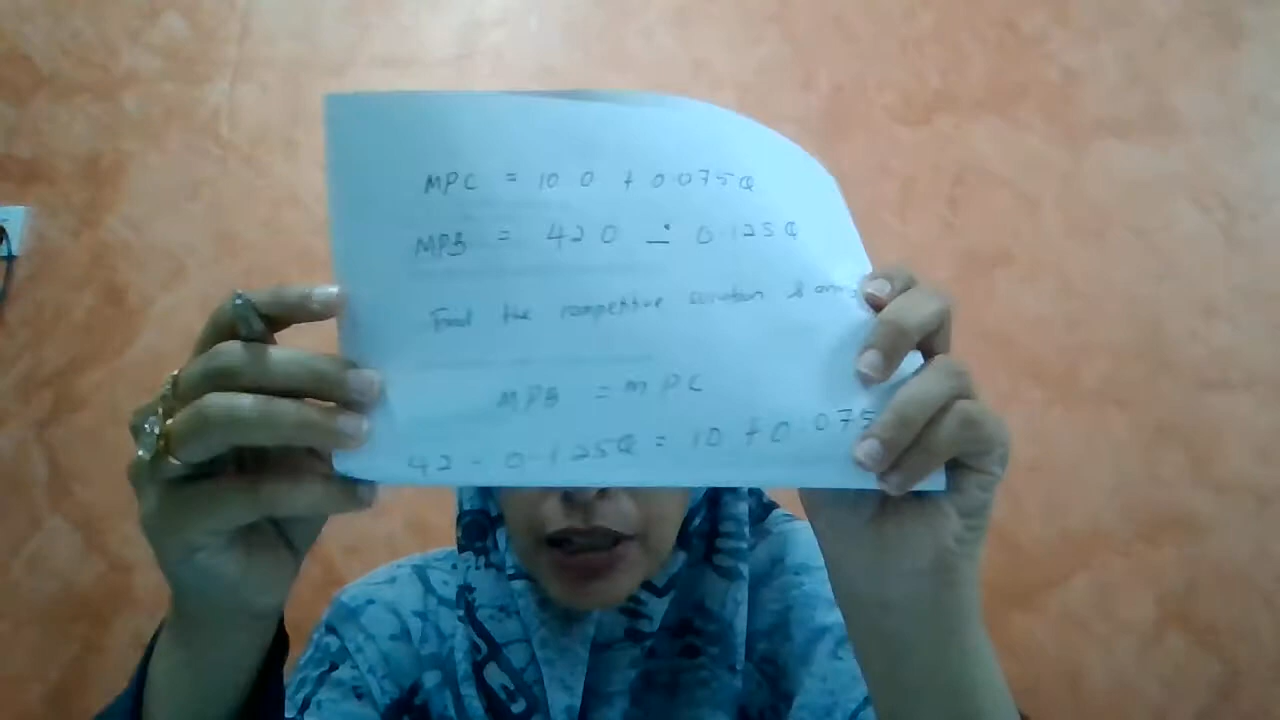 MPC = 10 0 + 0.075Q
MPB = 42 0 - 0.125Q
Find the competitive solution &
MPB = MPC
42 - 0.125Q = 10 + 0.075